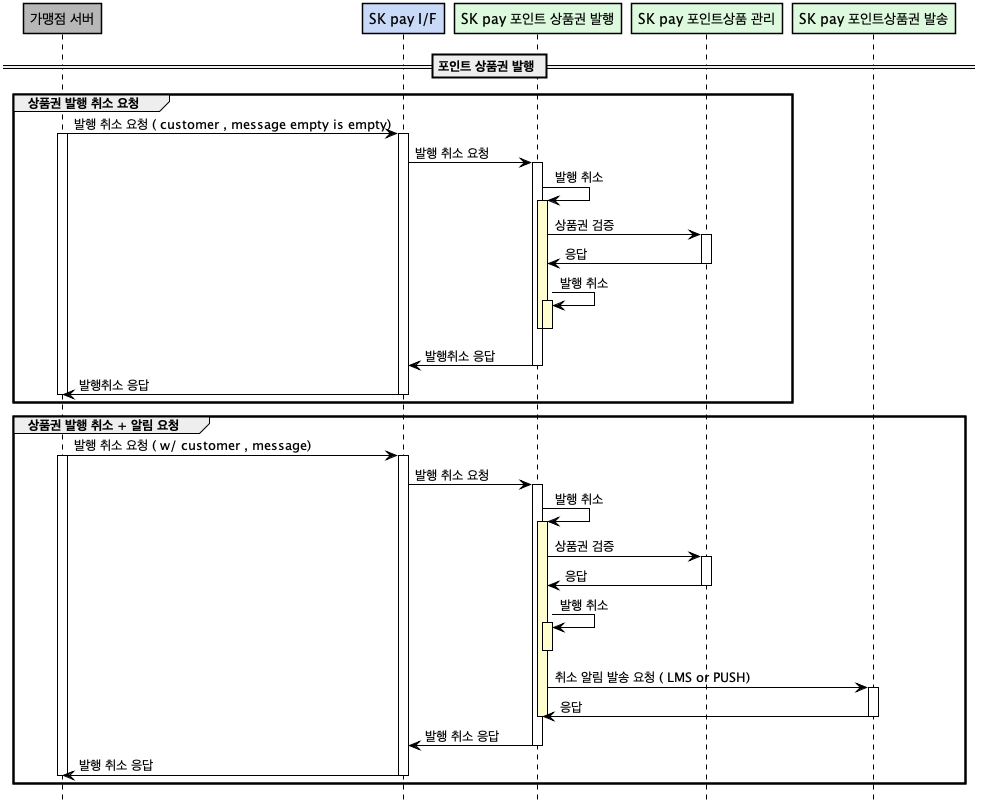 가맹점 서버
SK pay I/F
SK pay 포인트 상품권 발행
SK pay 포인트상품 관리
SK pay 포인트상품권 발송
포인트 상품권 발행
상품권 발행 취소 요청
발행 취소 요청 ( customer , message empty is empty)
발행 취소 요청
발행 취소
상품권 검증
응답
발행 취소
발행취소 응답
발행취소 응답
상품권 발행 취소 + 알림 요청
발행 취소 요청 ( w/ customer , message)
발행 취소 요청
발행 취소
상품권 검증
응답
발행 취소
취소 알림 발송 요청 ( LMS or PUSH)
응답
발행 취소 응답
발행 취소 응답